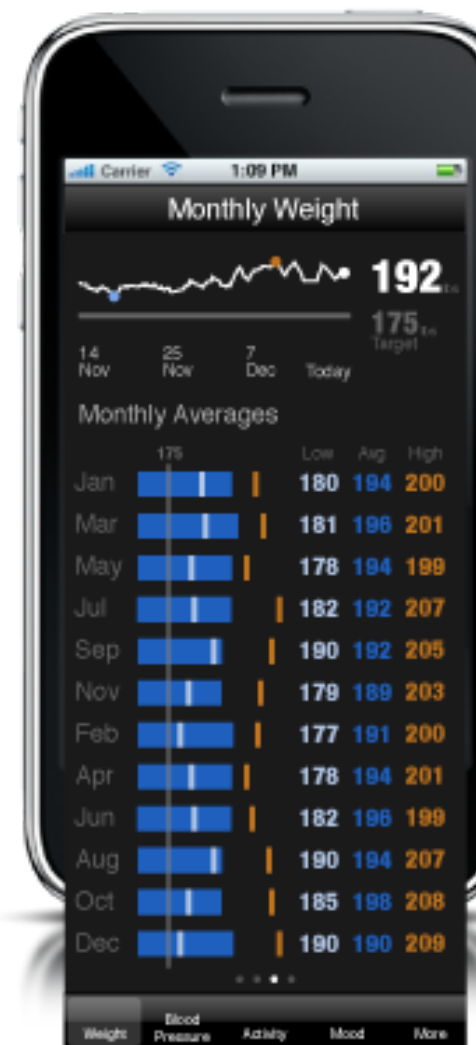 Carrier 1:09 PM
Monthly Weight
192 lbs
175 lbs
Target
14 Nov 25 Nov 7 Dec Today
Monthly Averages
175 Low Avg High
Jan 180 194 200
Mar 181 196 201
May 178 194 199
Jul 182 192 207
Sep 190 192 205
Nov 179 189 203
Feb 177 191 200
Apr 178 194 201
Jun 182 196 199
Aug 190 194 207
Oct 185 198 208
Dec 190 190 209
Weight Blood Pressure Activity Mood More